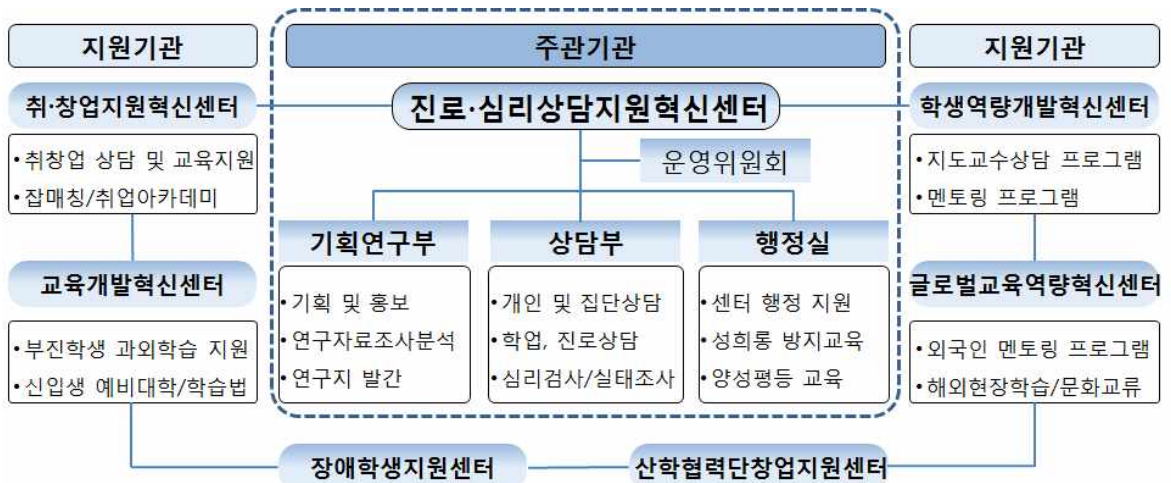 지원기관
주관기관
지원기관
취·창업지원혁신센터
진로·심리상담지원혁신센터
학생역량개발혁신센터
•취창업 상담 및 교육지원
•잡매칭/취업아카데미
운영위원회
•지도교수상담 프로그램
•멘토링 프로그램
기획연구부
상담부
행정실
교육개발혁신센터
글로벌교육역량혁신센터
•기획 및 홍보
•연구자료조사분석
•연구지 발간
•개인 및 집단상담
•학업, 진로상담
•심리검사/실태조사
•센터 행정 지원
•성희롱 방지교육
•양성평등 교육
•부진학생 과외학습 지원
•신입생 예비대학/학습법
•외국인 멘토링 프로그램
•해외현장학습/문화교류
장애학생지원센터
산학협력단창업지원센터